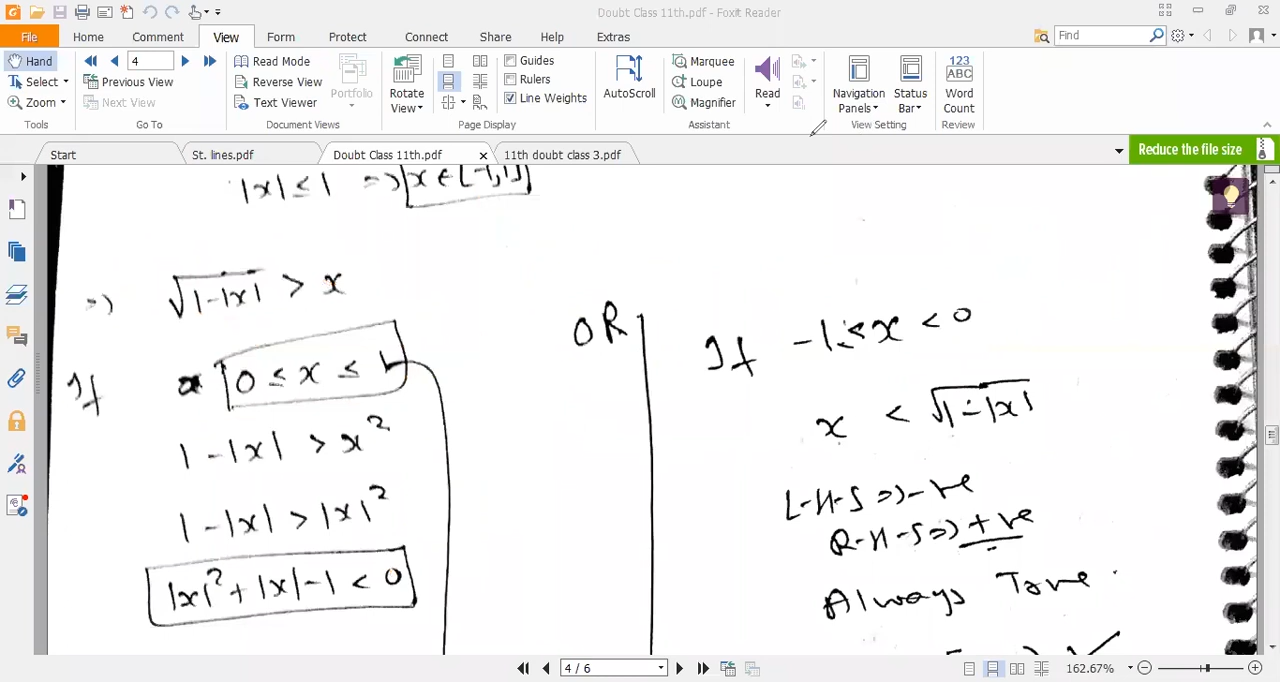 Doubt Class 11th.pdf - Foxit Reader
File Home Comment View Form Protect Connect Share Help Extras Find
Hand 4 Read Mode Guides Marquee
Select Previous View Reverse View Rulers Loupe
Zoom Next View Text Viewer Portfolio Rotate View Line Weights AutoScroll Magnifier Read Navigation Panels Status Bar Word Count
123 ABC
Tools Go To Document Views Page Display Assistant View Setting Review
Start St. lines.pdf Doubt Class 11th.pdf 11th doubt class 3.pdf Reduce the file size
|x| ≤ 1 => x ∈ [-1, 1]
=> √1-|x| > x
If 0 ≤ x ≤ 1
1-|x| > x²
1-|x| > |x|²
|x|²+|x|-1 < 0
OR
If -1 ≤ x < 0
x < √1-|x|
L-H-S => -ve
R-H-S => +ve
Always True
4 / 6 162.67%